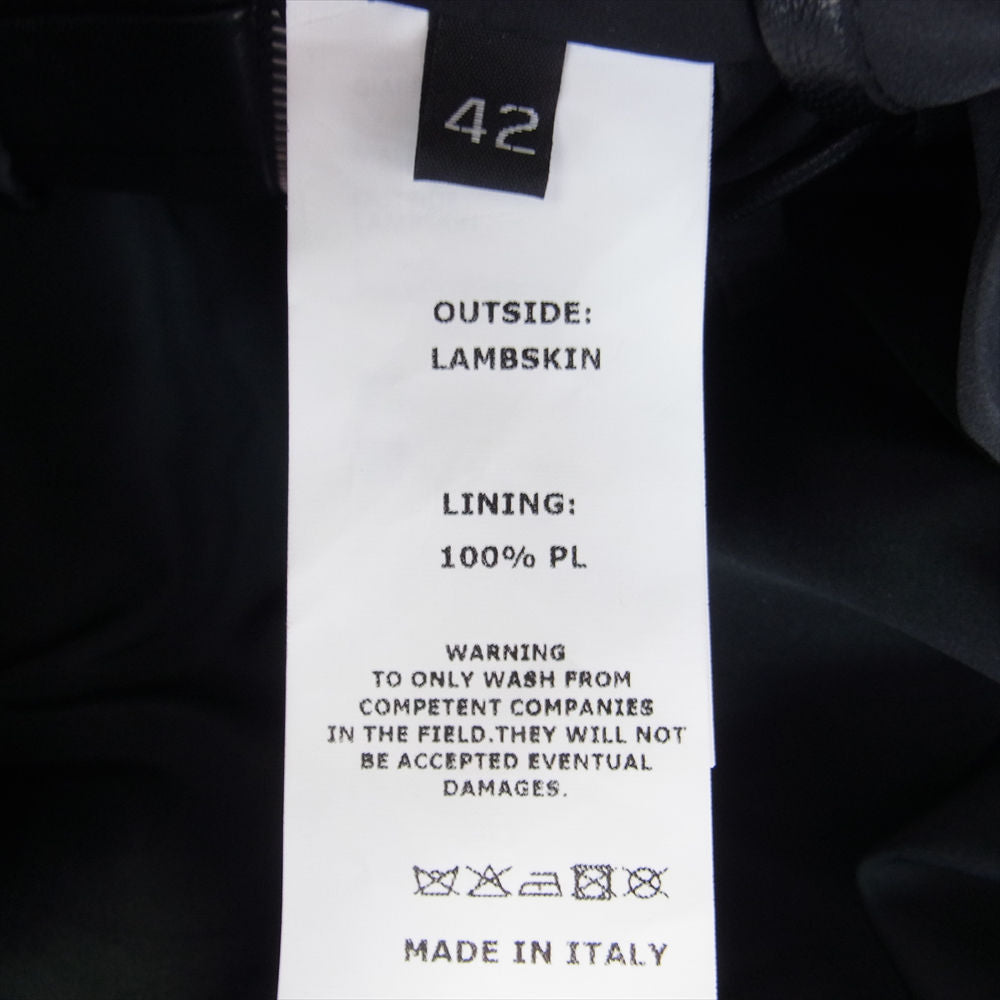 42
OUTSIDE:
LAMBSKIN
LINING:
100% PL
WARNING
TO ONLY WASH FROM
COMPETENT COMPANIES
IN THE FIELD.THEY WILL NOT
BE ACCEPTED EVENTUAL
DAMAGES.
MADE IN ITALY